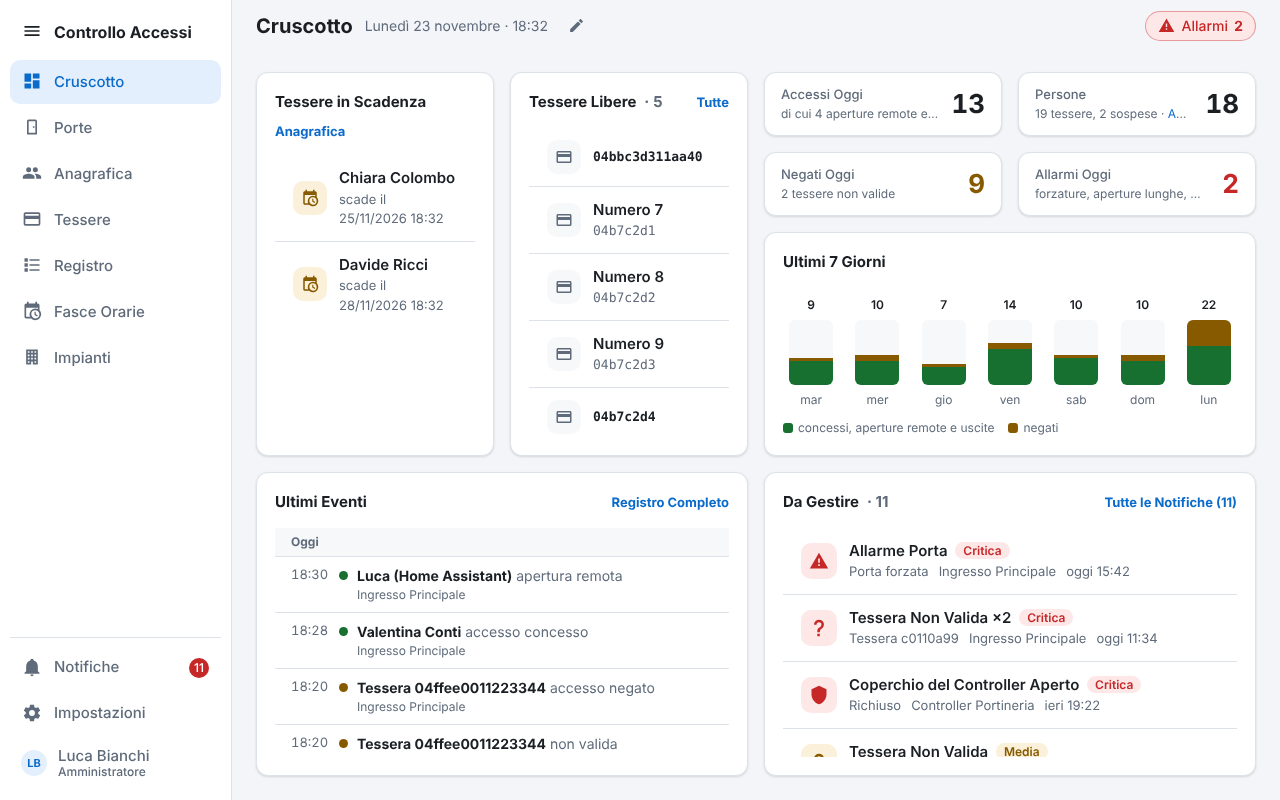 Controllo Accessi
Cruscotto
Porte
Anagrafica
Tessere
Registro
Fasce Orarie
Impianti
Notifiche 11
Impostazioni
LB
Luca Bianchi
Amministratore
Cruscotto Lunedì 23 novembre · 18:32
Allarmi 2
Tessere in Scadenza
Anagrafica
Chiara Colombo
scade il
25/11/2026 18:32
Davide Ricci
scade il
28/11/2026 18:32
Tessere Libere · 5 Tutte
04bbc3d311aa40
Numero 7
04b7c2d1
Numero 8
04b7c2d2
Numero 9
04b7c2d3
04b7c2d4
Accessi Oggi
di cui 4 aperture remote e...
13
Persone
19 tessere, 2 sospese · A...
18
Negati Oggi
2 tessere non valide
9
Allarmi Oggi
forzature, aperture lunghe, ...
2
Ultimi 7 Giorni
9 10 7 14 10 10 22
mar mer gio ven sab dom lun
concessi, aperture remote e uscite negati
Ultimi Eventi Registro Completo
Oggi
18:30 Luca (Home Assistant) apertura remota
Ingresso Principale
18:28 Valentina Conti accesso concesso
Ingresso Principale
18:20 Tessera 04ffee0011223344 accesso negato
Ingresso Principale
18:20 Tessera 04ffee0011223344 non valida
Da Gestire · 11 Tutte le Notifiche (11)
Allarme Porta Critica
Porta forzata Ingresso Principale oggi 15:42
Tessera Non Valida ×2 Critica
Tessera c0110a99 Ingresso Principale oggi 11:34
Coperchio del Controller Aperto Critica
Richiuso Controller Portineria ieri 19:22
Tessera Non Valida Media